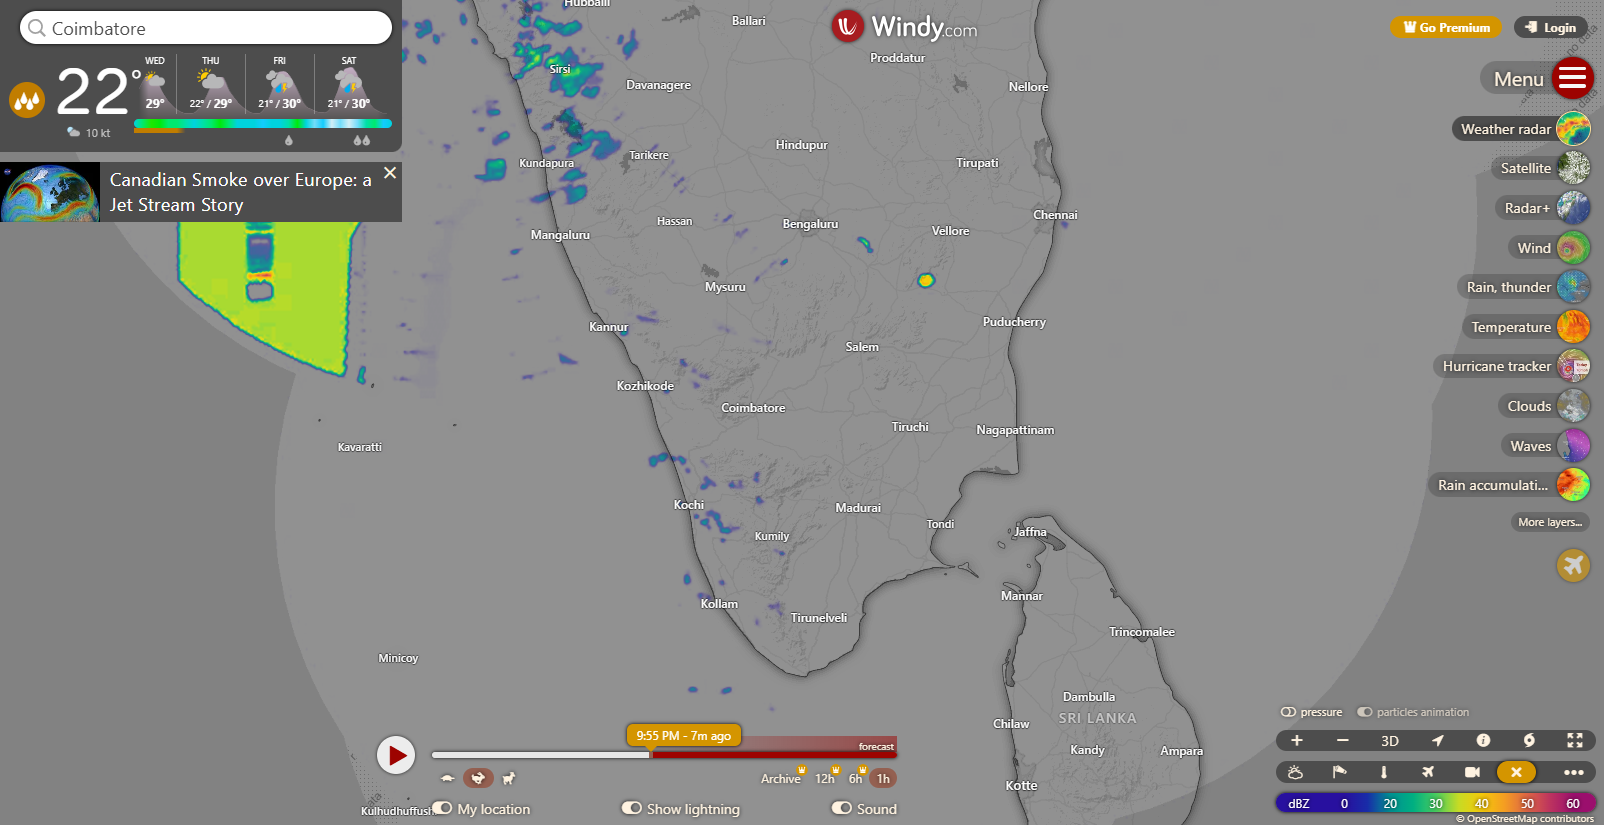 Coimbatore
22°
10 kt
WED
29°
THU
22° / 29°
FRI
21° / 30°
SAT
21° / 30°
Canadian Smoke over Europe: a
Jet Stream Story
Windy.com
Go Premium
Login
Menu
no data
Weather radar
Satellite
Radar+
Wind
Rain, thunder
Temperature
Hurricane tracker
Clouds
Waves
Rain accumulati...
More layers...
Hubballi
Ballari
Proddatur
Sirsi
Davanagere
Nellore
Hindupur
Kundapura
Tarikere
Tirupati
Chennai
Hassan
Bengaluru
Vellore
Mangaluru
Mysuru
Kannur
Puducherry
Salem
Kozhikode
Coimbatore
Tiruchi
Nagapattinam
Kavaratti
Kochi
Madurai
Tondi
Jaffna
Kumily
Mannar
Kollam
Tirunelveli
Trincomalee
Minicoy
Dambulla
SRI LANKA
Chilaw
Kandy
Ampara
Kotte
Kulhudhuffushi
9:55 PM - 7m ago
forecast
Archive
12h
6h
1h
My location
Show lightning
Sound
pressure
particles animation
+
−
3D
dBZ 0 20 30 40 50 60
© OpenStreetMap contributors